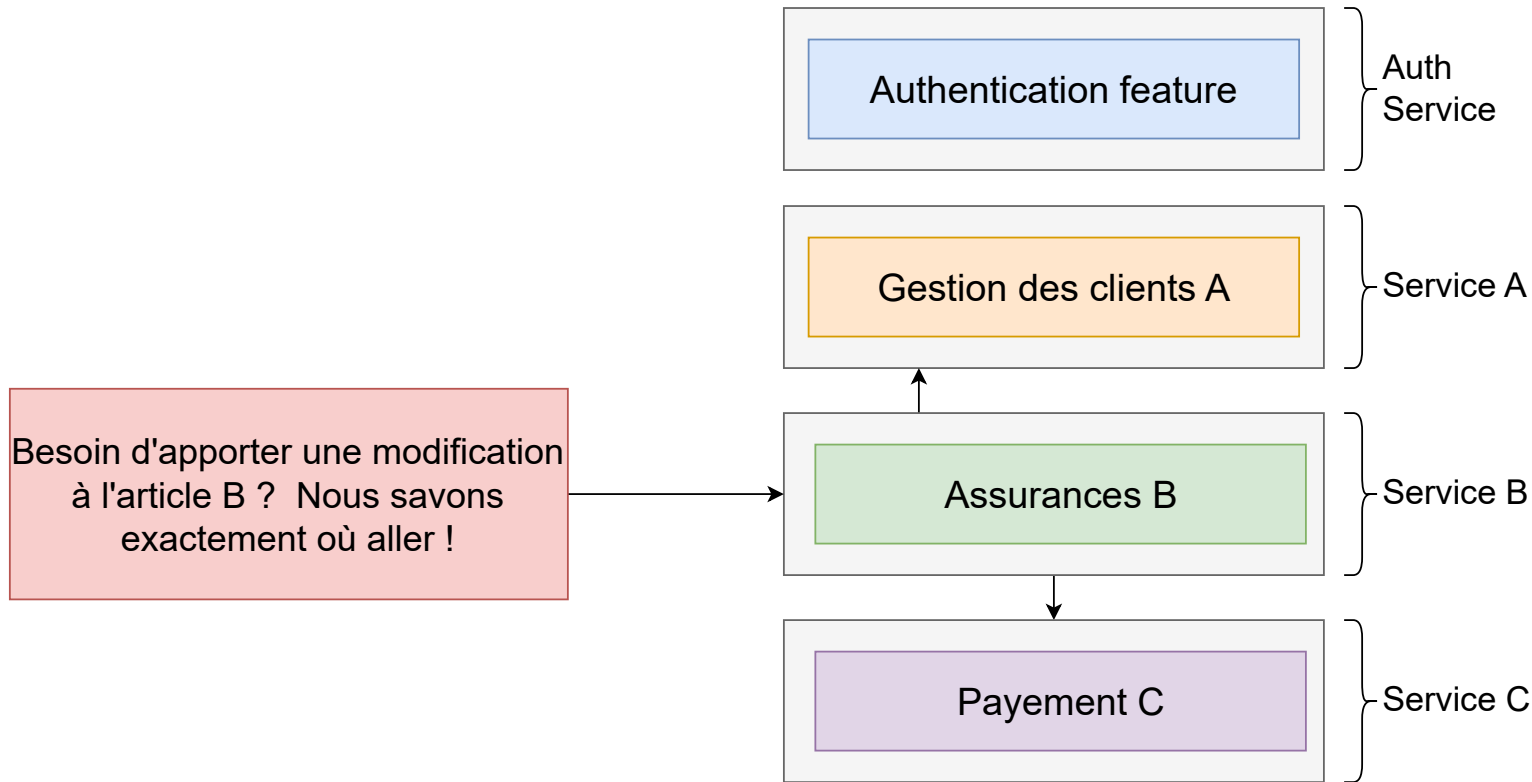 Authentication feature
Auth
Service
Gestion des clients A
Service A
Besoin d'apporter une modification
à l'article B ?  Nous savons
exactement où aller !
Assurances B
Service B
Payement C
Service C